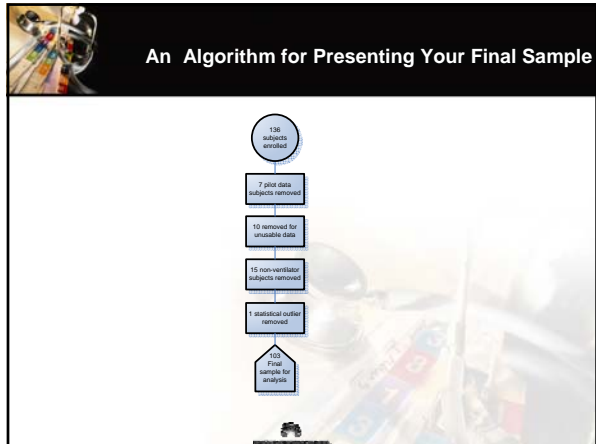 An Algorithm for Presenting Your Final Sample
136
subjects
enrolled
7 pilot data
subjects removed
10 removed for
unusable data
15 non-ventilator
subjects removed
1 statistical outlier
removed
103
Final
sample for
analysis